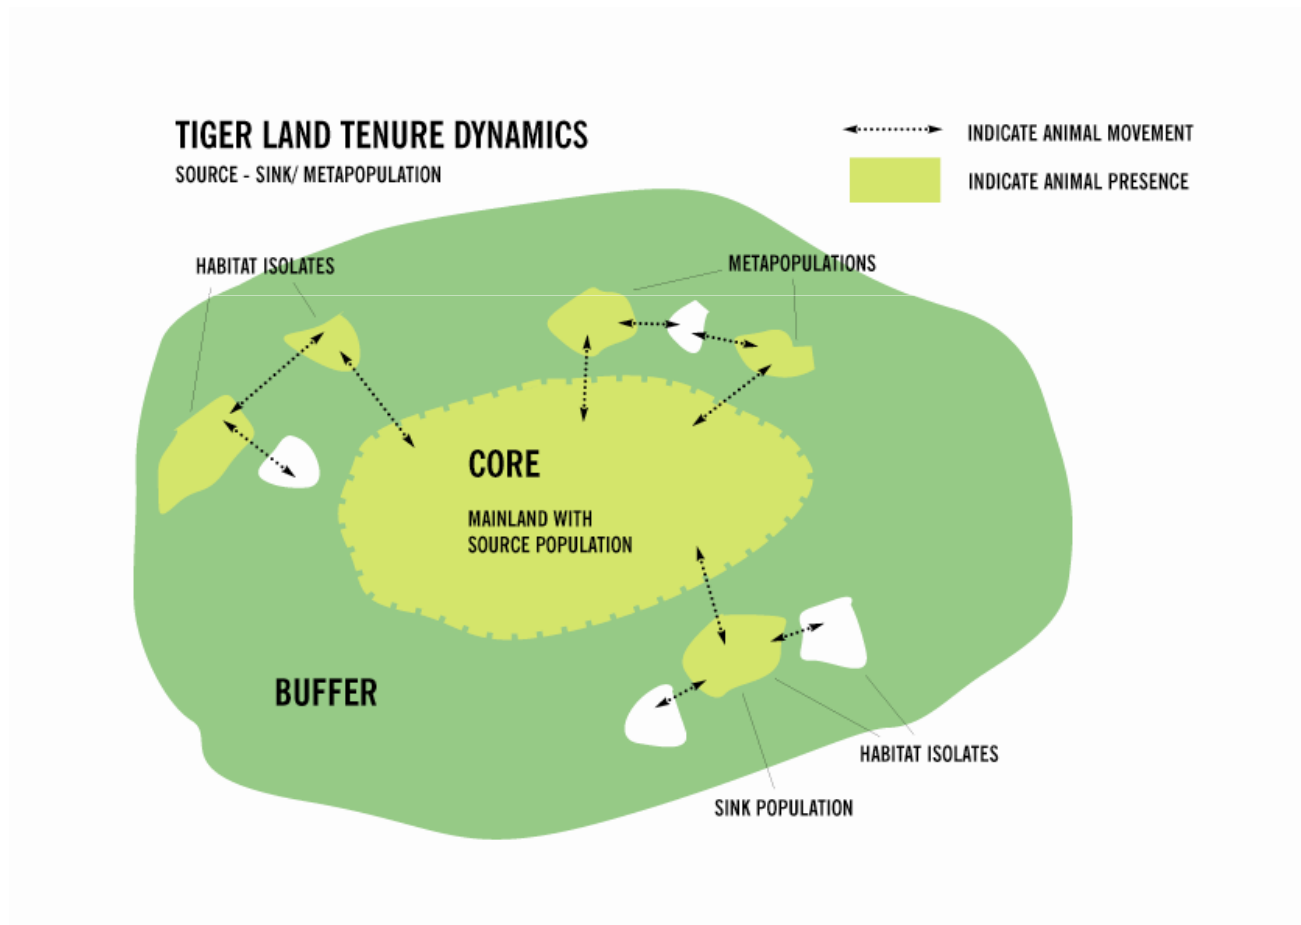 TIGER LAND TENURE DYNAMICS
SOURCE - SINK/ METAPOPULATION
INDICATE ANIMAL MOVEMENT
INDICATE ANIMAL PRESENCE
HABITAT ISOLATES
METAPOPULATIONS
CORE
MAINLAND WITH
SOURCE POPULATION
BUFFER
HABITAT ISOLATES
SINK POPULATION